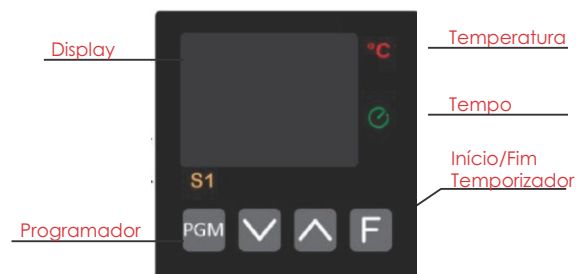 Display
°C
Temperatura
Tempo
S1
Início/Fim
Temporizador
Programador
PGM
F